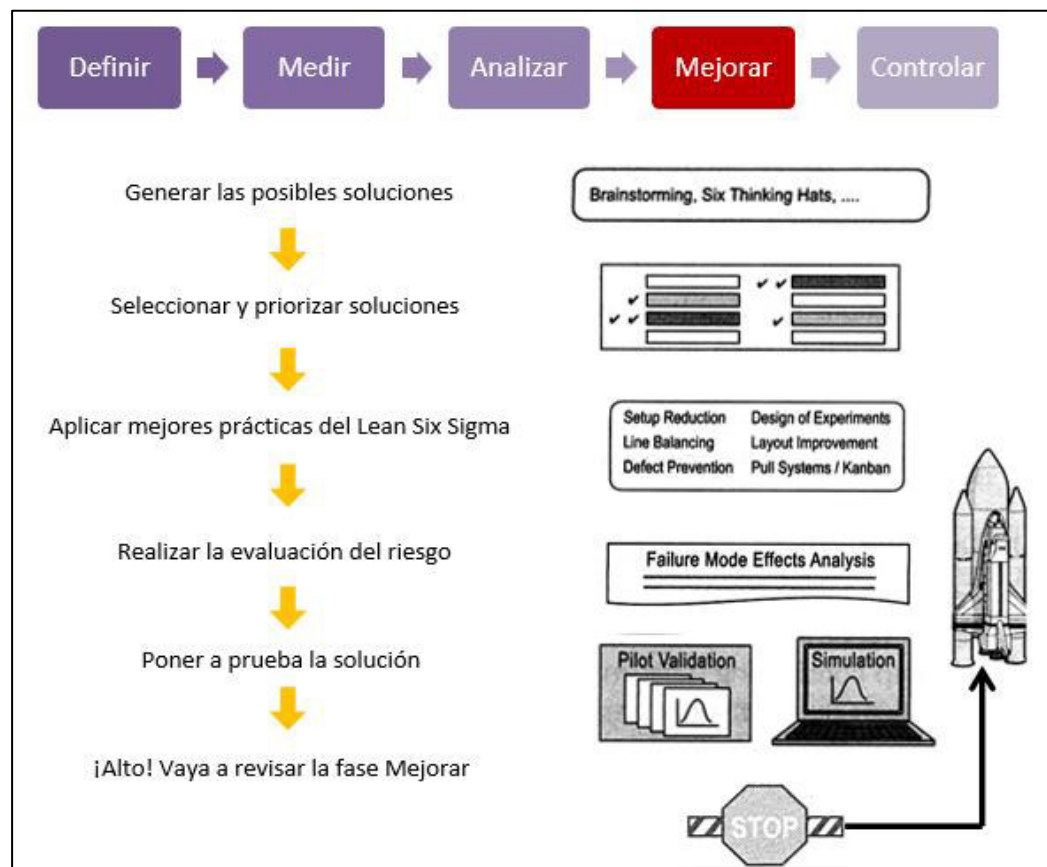 Definir
Medir
Analizar
Mejorar
Controlar
Generar las posibles soluciones
Brainstorming, Six Thinking Hats, ....
Seleccionar y priorizar soluciones
Aplicar mejores prácticas del Lean Six Sigma
Setup Reduction
Design of Experiments
Line Balancing
Layout Improvement
Defect Prevention
Pull Systems / Kanban
Realizar la evaluación del riesgo
Failure Mode Effects Analysis
Poner a prueba la solución
Pilot Validation
Simulation
¡Alto! Vaya a revisar la fase Mejorar
STOP